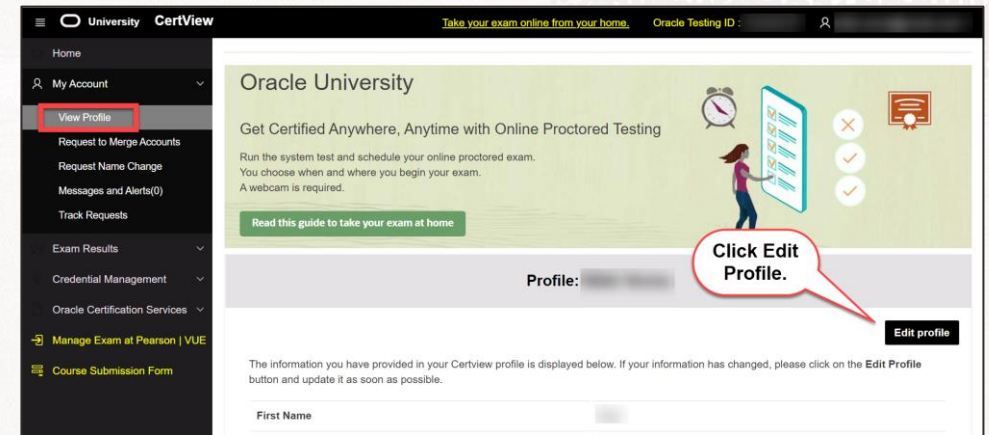 University CertView
Take your exam online from your home.
Oracle Testing ID :
Home
My Account
View Profile
Request to Merge Accounts
Request Name Change
Messages and Alerts(0)
Track Requests
Exam Results
Credential Management
Oracle Certification Services
Manage Exam at Pearson | VUE
Course Submission Form
Oracle University
Get Certified Anywhere, Anytime with Online Proctored Testing
Run the system test and schedule your online proctored exam.
You choose when and where you begin your exam.
A webcam is required.
Read this guide to take your exam at home
Click Edit
Profile.
Profile:
Edit profile
The information you have provided in your Certview profile is displayed below. If your information has changed, please click on the Edit Profile
button and update it as soon as possible.
First Name